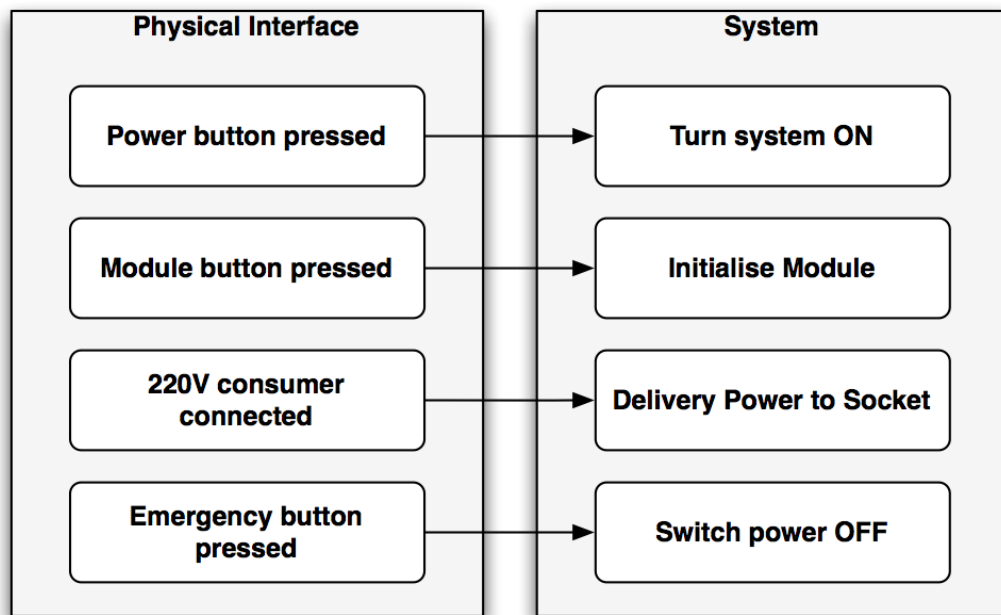 Physical Interface
System
Power button pressed
Turn system ON
Module button pressed
Initialise Module
220V consumer
connected
Delivery Power to Socket
Emergency button
pressed
Switch power OFF